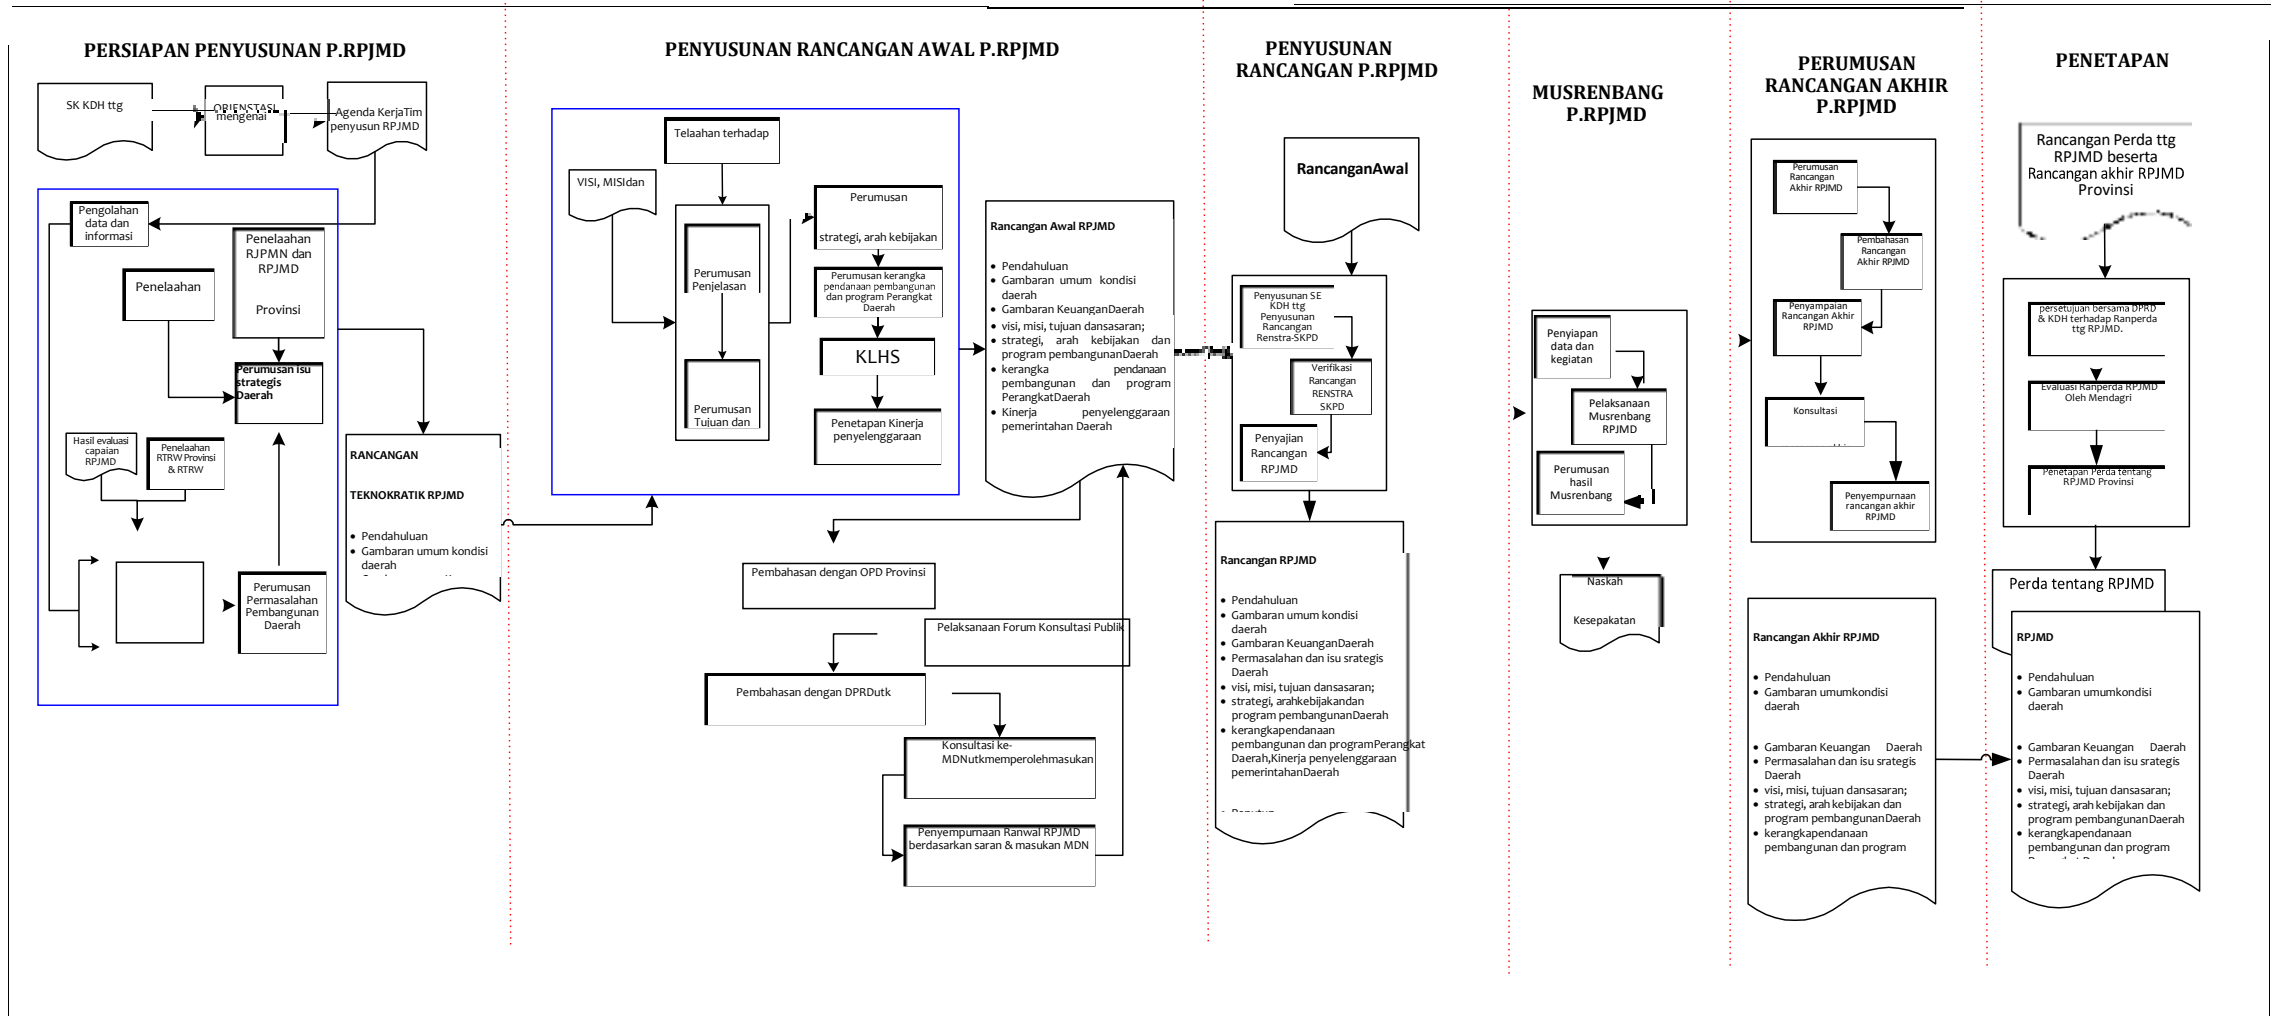 PERSIAPAN PENYUSUNAN P.RPJMD
SK KDH ttg
ORIENSTASI
mengenai
Agenda KerjaTim
penyusun RPJMD
Pengolahan
data dan
informasi
Penelaahan
RJPMN dan
RPJMD
Provinsi
Penelaahan
Perumusan isu
strategis
Daerah
Hasil evaluasi
capaian
RPJMD
Penelaahan
RTRW Provinsi
& RTRW
Perumusan
Permasalahan
Pembangunan
Daerah
RANCANGAN
TEKNOKRATIK RPJMD
• Pendahuluan
• Gambaran umum kondisi
daerah
PENYUSUNAN RANCANGAN AWAL P.RPJMD
Telaahan terhadap
VISI, MISIdan
Perumusan
Penjelasan
Perumusan
Tujuan dan
Perumusan
strategi, arah kebijakan
Perumusan kerangka
pendanaan pembangunan
dan program Perangkat
Daerah
KLHS
Penetapan Kinerja
penyelenggaraan
Rancangan Awal RPJMD
• Pendahuluan
• Gambaran umum kondisi
daerah
• Gambaran KeuanganDaerah
• visi, misi, tujuan dansasaran;
• strategi, arah kebijakan dan
program pembangunanDaerah
• kerangka pendanaan
pembangunan dan program
PerangkatDaerah
• Kinerja penyelenggaraan
pemerintahan Daerah
Pembahasan dengan OPD Provinsi
Pelaksanaan Forum Konsultasi Publik
Pembahasan dengan DPRDutk
Konsultasi ke-
MDNutkmemperolehmasukan
Penyempurnaan Ranwal RPJMD
berdasarkan saran & masukan MDN
PENYUSUNAN
RANCANGAN P.RPJMD
RancanganAwal
Penyusunan SE
KDH ttg
Penyusunan
Rancangan
Renstra-SKPD
Verifikasi
Rancangan
RENSTRA
SKPD
Penyajian
Rancangan
RPJMD
Rancangan RPJMD
• Pendahuluan
• Gambaran umum kondisi
daerah
• Gambaran KeuanganDaerah
• Permasalahan dan isu srategis
Daerah
• visi, misi, tujuan dansasaran;
• strategi, arahkebijakandan
program pembangunanDaerah
• kerangkapendanaan
pembangunan dan programPerangkat
Daerah,Kinerja penyelenggaraan
pemerintahanDaerah
MUSRENBANG
P.RPJMD
Penyiapan
data dan
kegiatan
Pelaksanaan
Musrenbang
RPJMD
Perumusan
hasil
Musrenbang
Naskah
Kesepakatan
PERUMUSAN
RANCANGAN AKHIR
P.RPJMD
Perumusan
Rancangan
Akhir RPJMD
Pembahasan
Rancangan
Akhir RPJMD
Penyampaian
Rancangan Akhir
RPJMD
Konsultasi
Penyempurnaan
rancangan akhir
RPJMD
Rancangan Akhir RPJMD
• Pendahuluan
• Gambaran umumkondisi
daerah
• Gambaran Keuangan Daerah
• Permasalahan dan isu srategis
Daerah
• visi, misi, tujuan dansasaran;
• strategi, arah kebijakan dan
program pembangunanDaerah
• kerangkapendanaan
pembangunan dan program
PENETAPAN
Rancangan Perda ttg
RPJMD beserta
Rancangan akhir RPJMD
Provinsi
persetujuan bersama DPRD
& KDH terhadap Ranperda
ttg RPJMD.
Evaluasi Ranperda RPJMD
Oleh Mendagri
Penetapan Perda tentang
RPJMD Provinsi
Perda tentang RPJMD
RPJMD
• Pendahuluan
• Gambaran umumkondisi
daerah
• Gambaran Keuangan Daerah
• Permasalahan dan isu srategis
Daerah
• visi, misi, tujuan dansasaran;
• strategi, arah kebijakan dan
program pembangunanDaerah
• kerangkapendanaan
pembangunan dan program